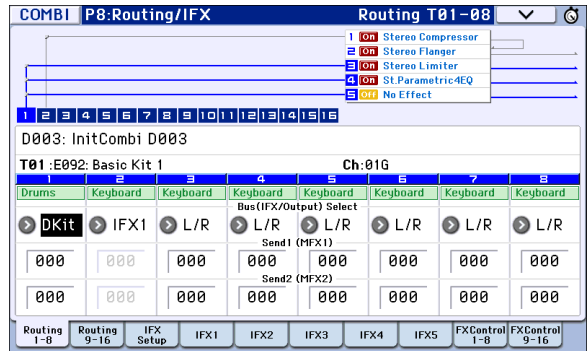 COMBI P8:Routing/IFX Routing T01-08
1 On Stereo Compressor
2 On Stereo Flanger
3 On Stereo Limiter
4 On St.Parametric4EQ
5 Off No Effect
1 2 3 4 5 6 7 8 9 10 11 12 13 14 15 16
D003: InitCombi D003
T01 :E092: Basic Kit 1 Ch:01G
1 2 3 4 5 6 7 8
Drums Keyboard Keyboard Keyboard Keyboard Keyboard Keyboard Keyboard
Bus(IFX/Output) Select
DKit IFX1 L/R L/R L/R L/R L/R L/R
Send1 (MFX1)
000 000 000 000 000 000 000 000
Send2 (MFX2)
000 000 000 000 000 000 000 000
Routing 1-8 Routing 9-16 IFX Setup IFX1 IFX2 IFX3 IFX4 IFX5 FXControl 1-8 FXControl 9-16